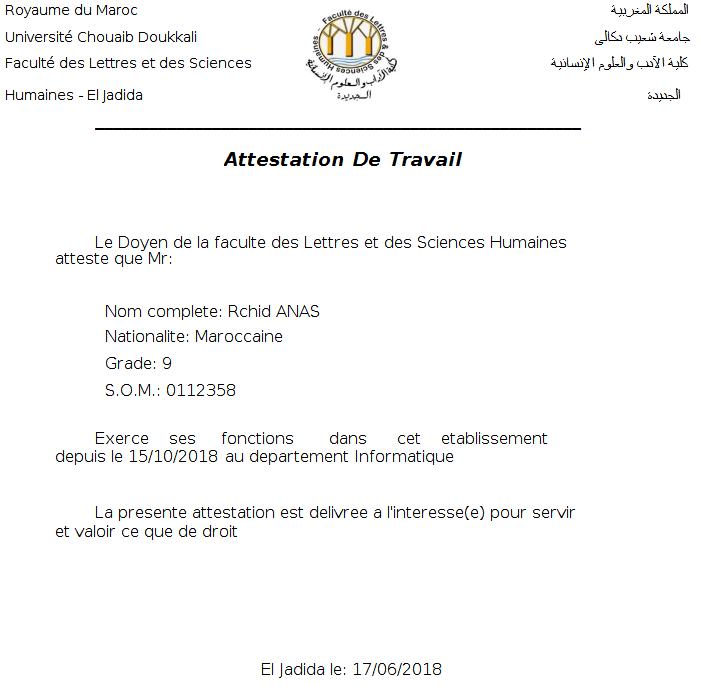 Royaume du Maroc
المملكة المغربية
Université Chouaib Doukkali
جامعة شعيب دكالى
Faculté des Lettres et des Sciences
كلية الآدب والعلوم الإنسانية
Humaines - El Jadida
الجديدة
Faculté des Lettres & des Sciences Humaines -
كلية الآداب والعلوم الإنسانية
الجديدة
Attestation De Travail
Le Doyen de la faculte des Lettres et des Sciences Humaines
atteste que Mr:
Nom complete: Rchid ANAS
Nationalite: Maroccaine
Grade: 9
S.O.M.: 0112358
Exerce ses fonctions dans cet etablissement
depuis le 15/10/2018 au departement Informatique
La presente attestation est delivree a l'interesse(e) pour servir
et valoir ce que de droit
El Jadida le: 17/06/2018